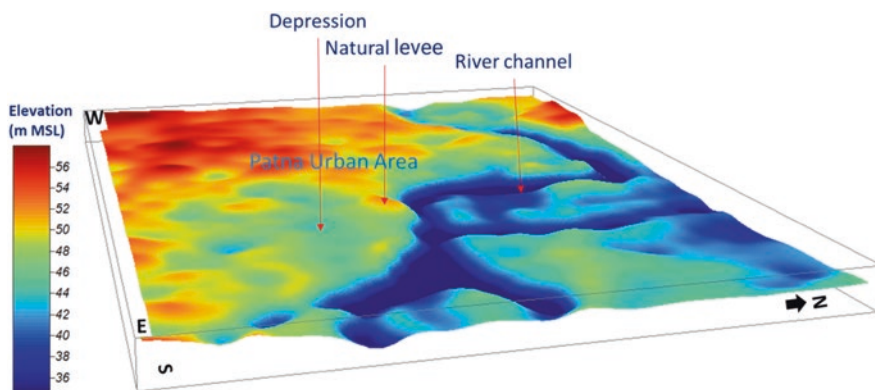 Depression
Natural levee
River channel
Elevation
(m MSL)
W
Patna Urban Area
56
54
52
50
48
46
44
42
40
38
36
E
S
N